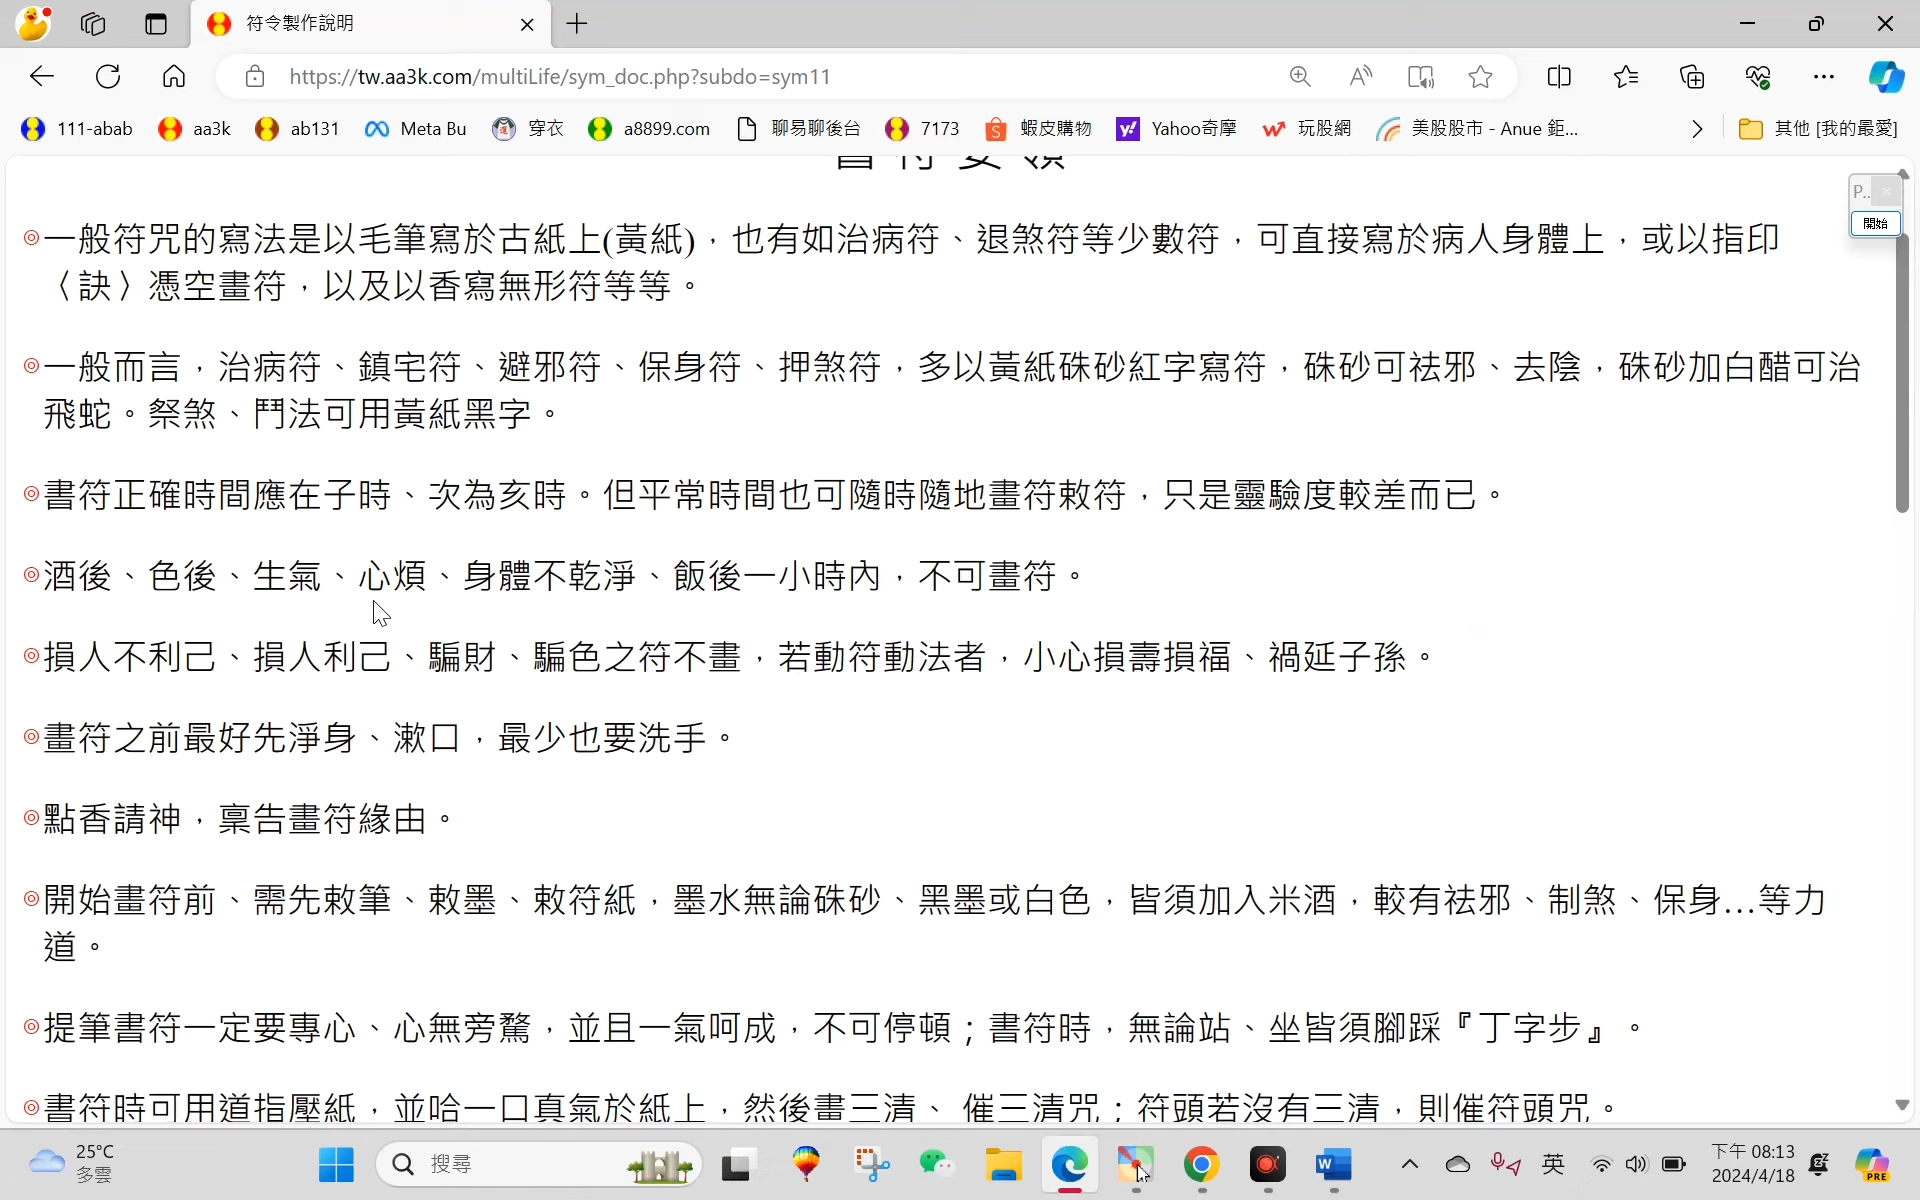 符令製作說明
https://tw.aa3k.com/multiLife/sym_doc.php?subdo=sym11
111-abab
aa3k
ab131
Meta Bu
穿衣
a8899.com
聊易聊後台
7173
蝦皮購物
Yahoo奇摩
玩股網
美股股市 - Anue 鉅...
其他 [我的最愛]
書符要領
P..
開始
◎一般符咒的寫法是以毛筆寫於古紙上(黃紙)，也有如治病符、退煞符等少數符，可直接寫於病人身體上，或以指印
〈訣〉憑空畫符，以及以香寫無形符等等。
◎一般而言，治病符、鎮宅符、避邪符、保身符、押煞符，多以黃紙硃砂紅字寫符，硃砂可袪邪、去陰，硃砂加白醋可治
飛蛇。祭煞、鬥法可用黃紙黑字。
◎書符正確時間應在子時、次為亥時。但平常時間也可隨時隨地畫符敕符，只是靈驗度較差而已。
◎酒後、色後、生氣、心煩、身體不乾淨、飯後一小時內，不可畫符。
◎損人不利己、損人利己、騙財、騙色之符不畫，若動符動法者，小心損壽損福、禍延子孫。
◎畫符之前最好先淨身、漱口，最少也要洗手。
◎點香請神，稟告畫符緣由。
◎開始畫符前、需先敕筆、敕墨、敕符紙，墨水無論硃砂、黑墨或白色，皆須加入米酒，較有袪邪、制煞、保身...等力
道。
◎提筆書符一定要專心、心無旁騖，並且一氣呵成，不可停頓；書符時，無論站、坐皆須腳踩『丁字步』。
◎書符時可用道指壓紙，並哈一口真氣於紙上，然後畫三清、 催三清咒；符頭若沒有三清，則催符頭咒。
25°C
多雲
搜尋
英
下午 08:13
2024/4/18
PRE